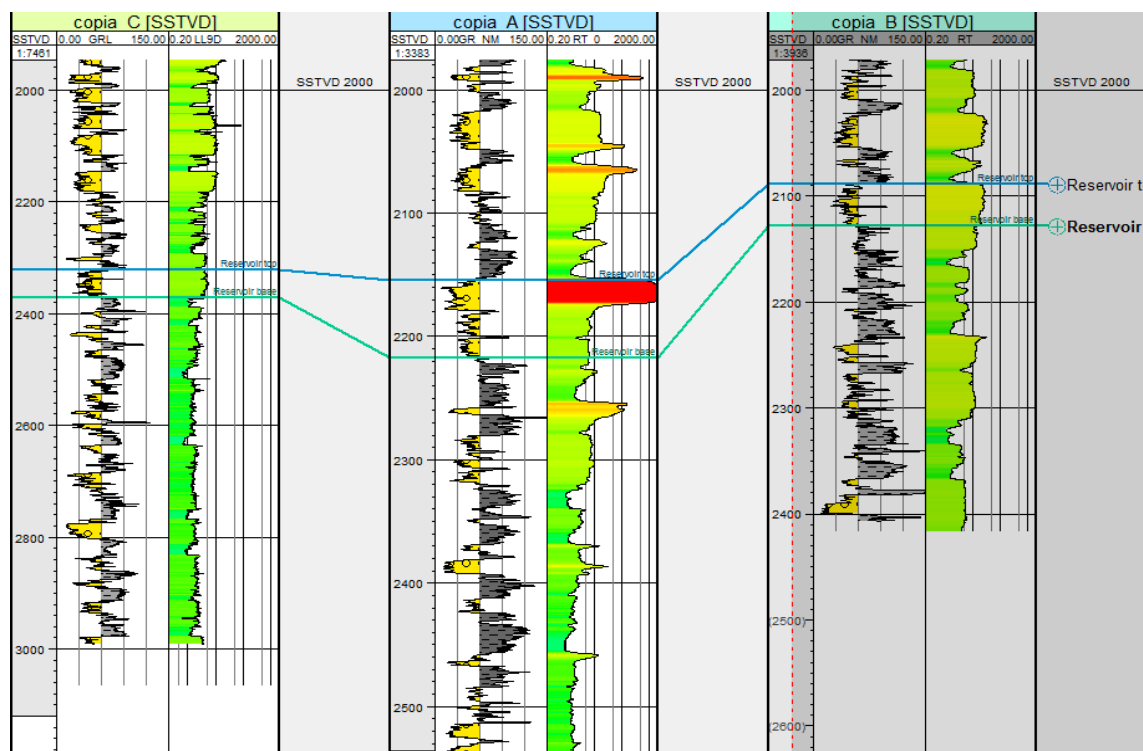 copia C [SSTVD]
SSTVD 0.00 GRL 150.00 0.20 LL9D 2000.00
1:7461
2000
2200
2400
2600
2800
3000
Reservoir top
Reservoir base
SSTVD 2000
copia A [SSTVD]
SSTVD 0.00 GR NM 150.00 0.20 RT 0 2000.00
1:3383
2000
2100
2200
2300
2400
2500
Reservoir top
Reservoir base
SSTVD 2000
copia B [SSTVD]
SSTVD 0.00 GR NM 150.00 0.20 RT 2000.00
1:3936
2000
2100
2200
2300
2400
(2500)
(2600)
Reservoir top
Reservoir base
SSTVD 2000
Reservoir t
Reservoir